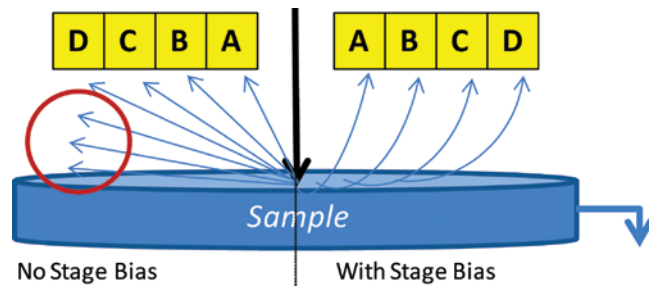 D C B A A B C D
Sample
No Stage Bias With Stage Bias